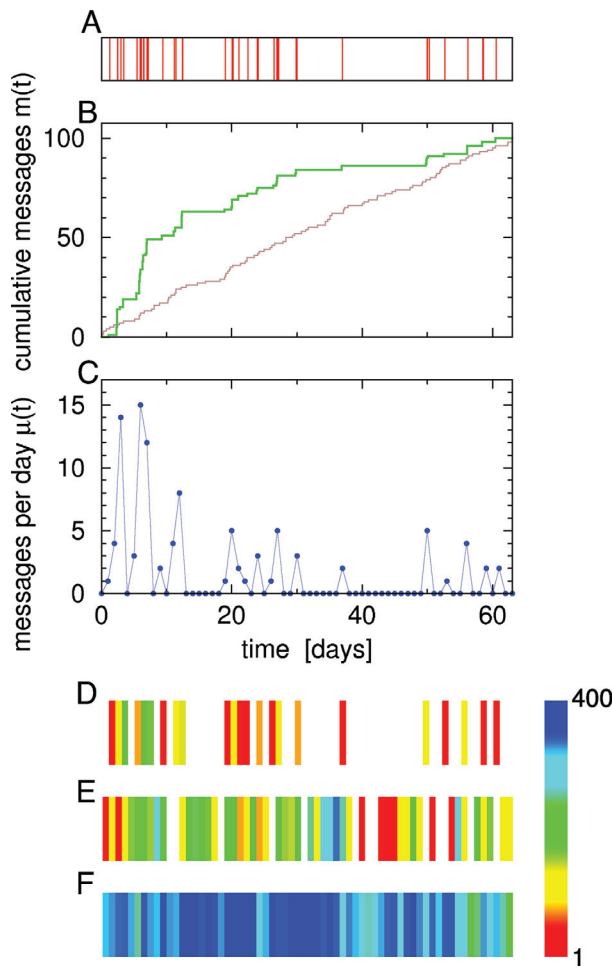 A
B
cumulative messages m(t)
100
50
0
C
messages per day μ(t)
15
10
5
0
0 20 40 60
time [days]
D
400
E
F
1